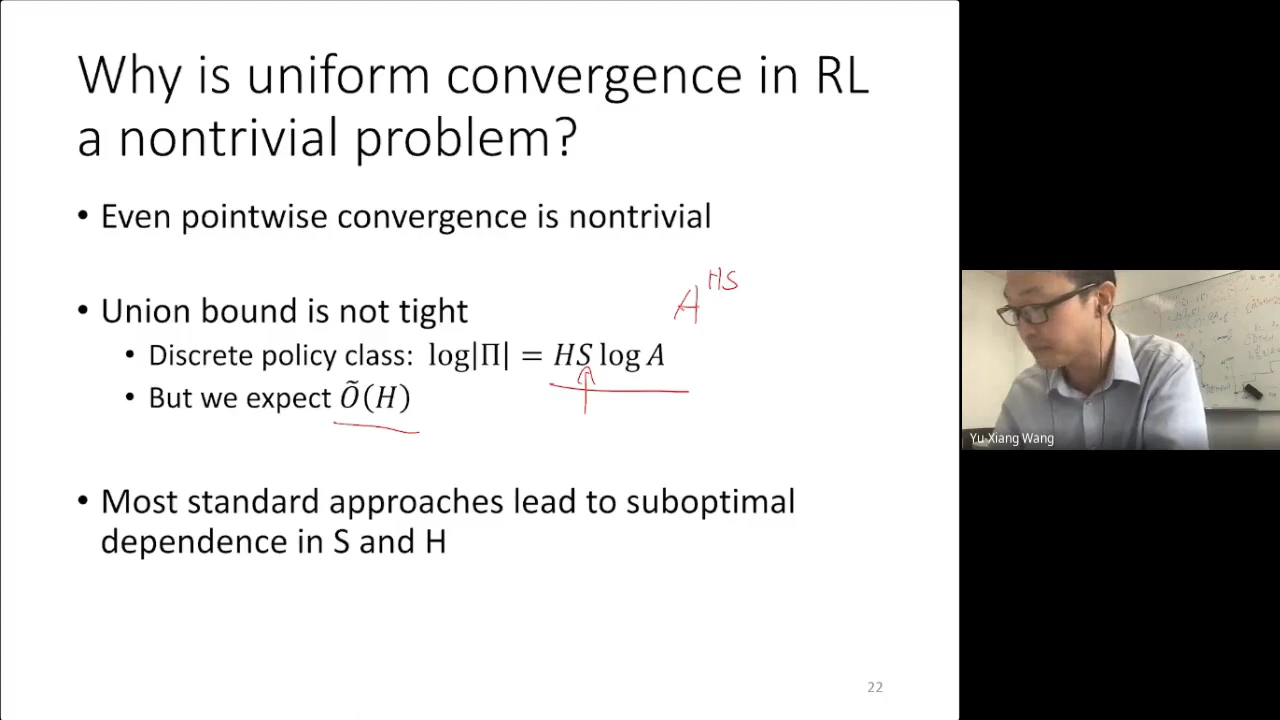 Why is uniform convergence in RL
a nontrivial problem?
• Even pointwise convergence is nontrivial
A^{HS}
• Union bound is not tight
• Discrete policy class: log|Π| = HS log A
• But we expect Õ(H)
• Most standard approaches lead to suboptimal
dependence in S and H
22
Yu Xiang Wang